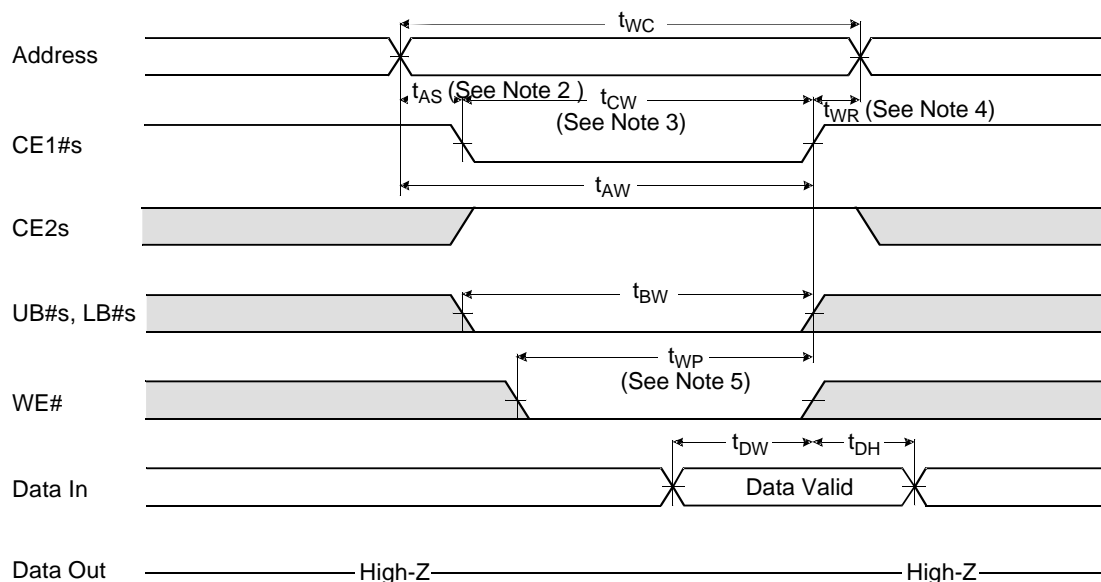 tWC
Address
tAS (See Note 2 )
tCW
(See Note 3)
tWR (See Note 4)
CE1#s
tAW
CE2s
tBW
UB#s, LB#s
tWP
(See Note 5)
WE#
tDW
tDH
Data In
Data Valid
Data Out
High-Z
High-Z